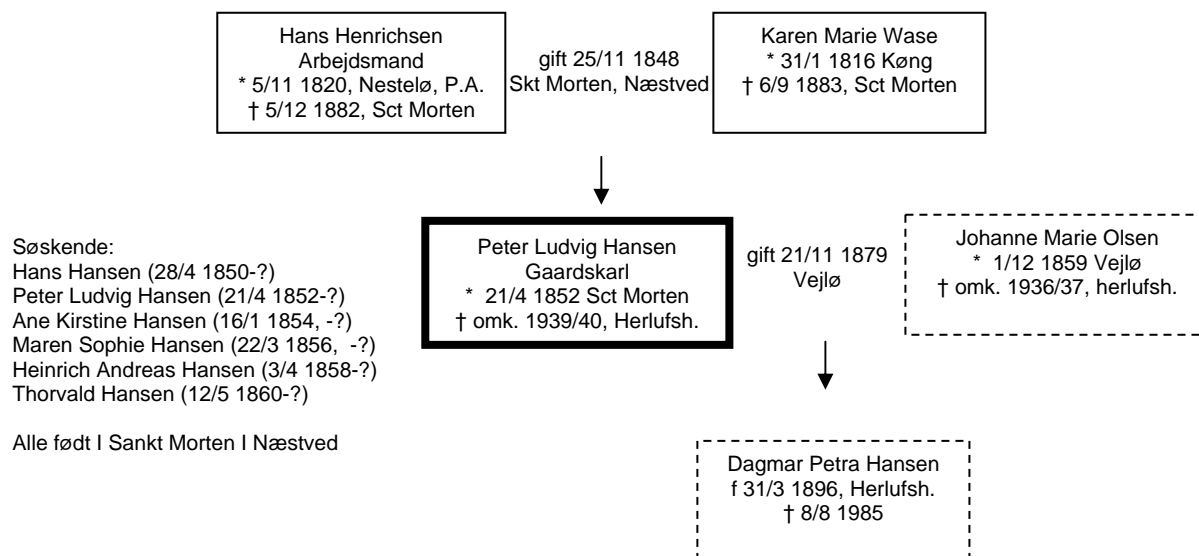 Hans Henrichsen
Arbejdsmand
* 5/11 1820, Nestelø, P.A.
† 5/12 1882, Sct Morten
gift 25/11 1848
Skt Morten, Næstved
Karen Marie Wase
* 31/1 1816 Køng
† 6/9 1883, Sct Morten
Søskende:
Hans Hansen (28/4 1850-?)
Peter Ludvig Hansen (21/4 1852-?)
Ane Kirstine Hansen (16/1 1854, -?)
Maren Sophie Hansen (22/3 1856,  -?)
Heinrich Andreas Hansen (3/4 1858-?)
Thorvald Hansen (12/5 1860-?)
Alle født I Sankt Morten I Næstved
Peter Ludvig Hansen
Gaardskarl
*  21/4 1852 Sct Morten
† omk. 1939/40, Herlufsh.
gift 21/11 1879
Vejlø
Johanne Marie Olsen
*  1/12 1859 Vejlø
† omk. 1936/37, herlufsh.
Dagmar Petra Hansen
f 31/3 1896, Herlufsh.
† 8/8 1985